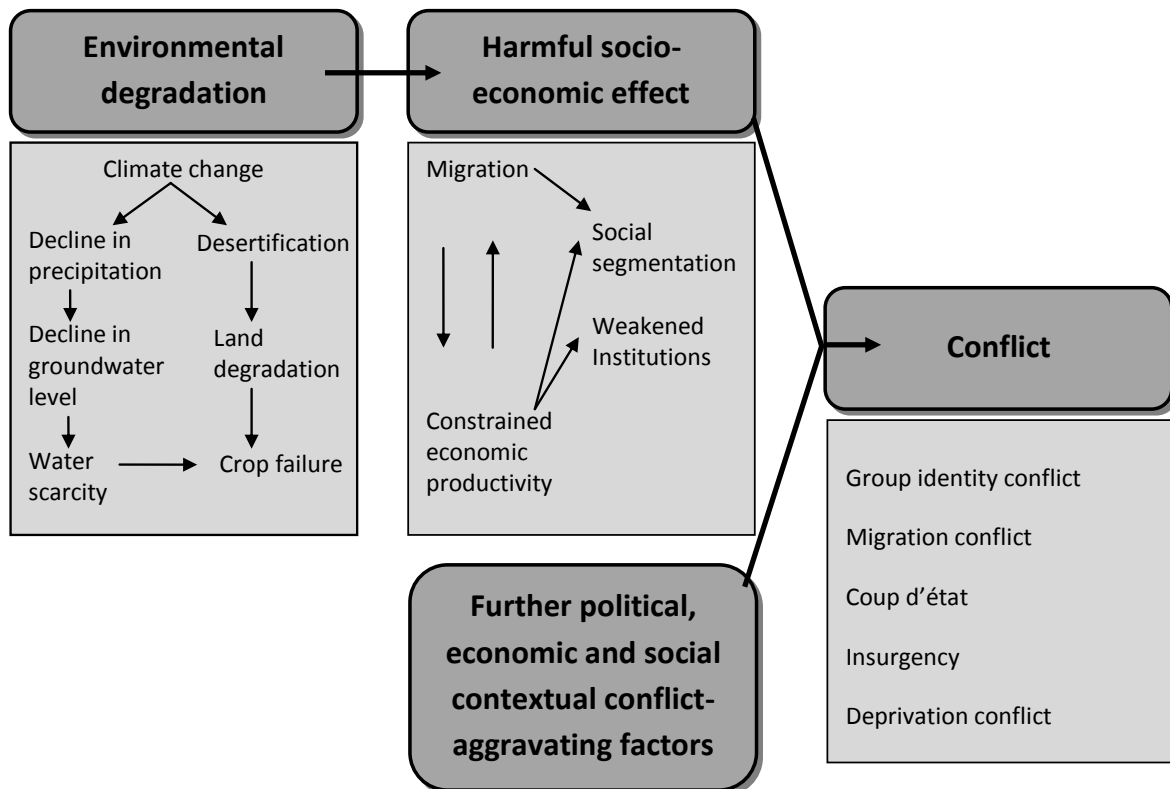 Environmental
degradation
Harmful socio-
economic effect
Climate change
Decline in
precipitation
Desertification
Decline in
groundwater
level
Land
degradation
Water
scarcity
Crop failure
Migration
Social
segmentation
Weakened
Institutions
Constrained
economic
productivity
Further political,
economic and social
contextual conflict-
aggravating factors
Conflict
Group identity conflict
Migration conflict
Coup d’état
Insurgency
Deprivation conflict